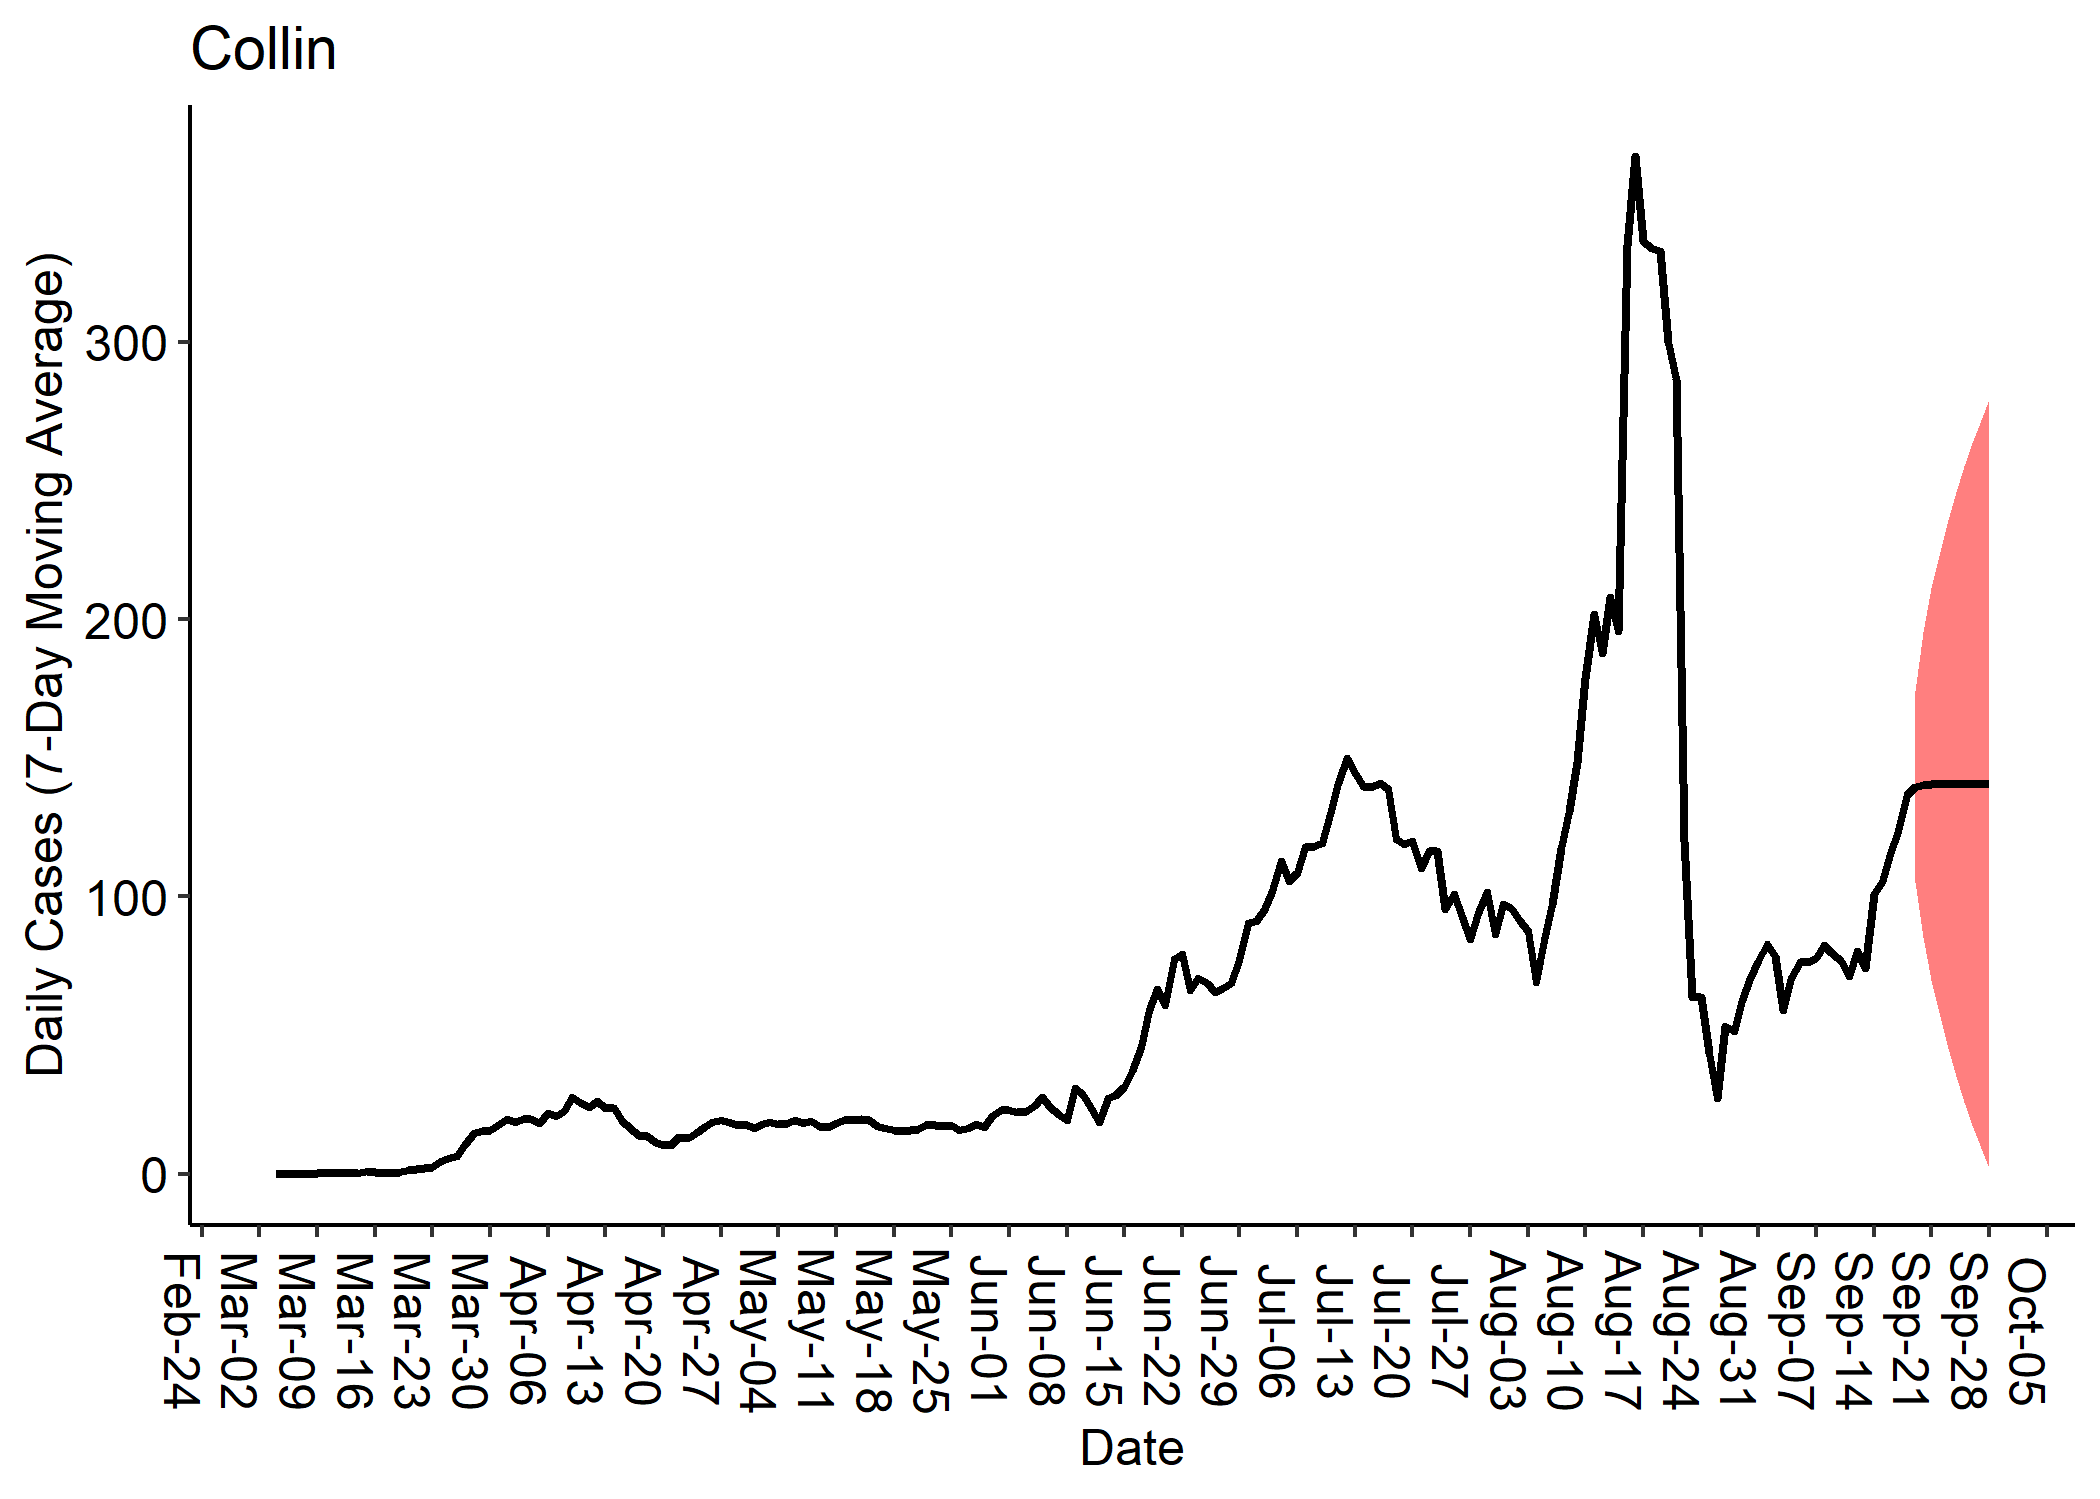 Collin
Daily Cases (7-Day Moving Average)
300
200
100
0
Feb-24
Mar-02
Mar-09
Mar-16
Mar-23
Mar-30
Apr-06
Apr-13
Apr-20
Apr-27
May-04
May-11
May-18
May-25
Jun-01
Jun-08
Jun-15
Jun-22
Jun-29
Jul-06
Jul-13
Jul-20
Jul-27
Aug-03
Aug-10
Aug-17
Aug-24
Aug-31
Sep-07
Sep-14
Sep-21
Sep-28
Oct-05
Date